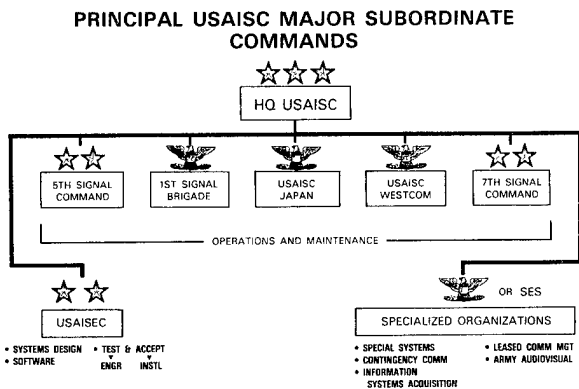 PRINCIPAL USAISC MAJOR SUBORDINATE
COMMANDS
HQ USAISC
5TH SIGNAL
COMMAND
1ST SIGNAL
BRIGADE
USAISC
JAPAN
USAISC
WESTCOM
7TH SIGNAL
COMMAND
OPERATIONS AND MAINTENANCE
USAISEC
• SYSTEMS DESIGN
• SOFTWARE
• TEST & ACCEPT
ENGR INSTL
OR SES
SPECIALIZED ORGANIZATIONS
• SPECIAL SYSTEMS
• CONTINGENCY COMM
• INFORMATION
SYSTEMS ACQUISITION
• LEASED COMM MGT
• ARMY AUDIOVISUAL